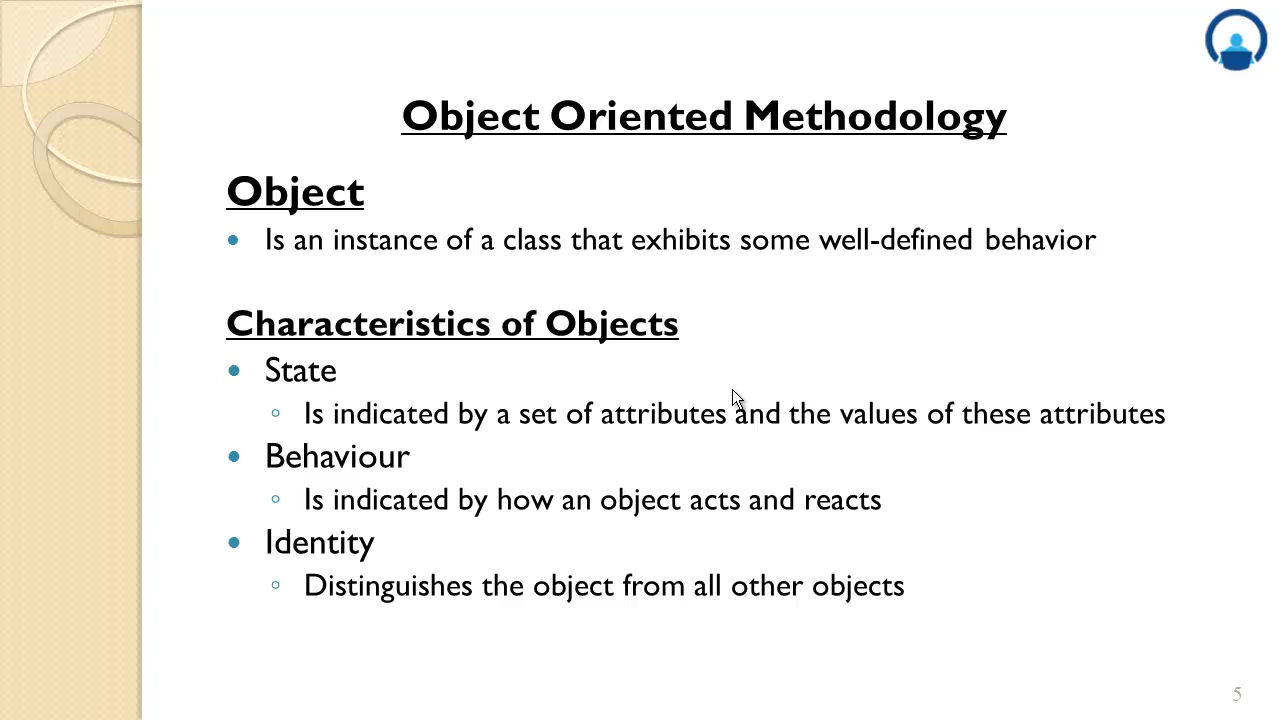 Object Oriented Methodology
Object
• Is an instance of a class that exhibits some well-defined behavior
Characteristics of Objects
• State
◦ Is indicated by a set of attributes and the values of these attributes
• Behaviour
◦ Is indicated by how an object acts and reacts
• Identity
◦ Distinguishes the object from all other objects
5